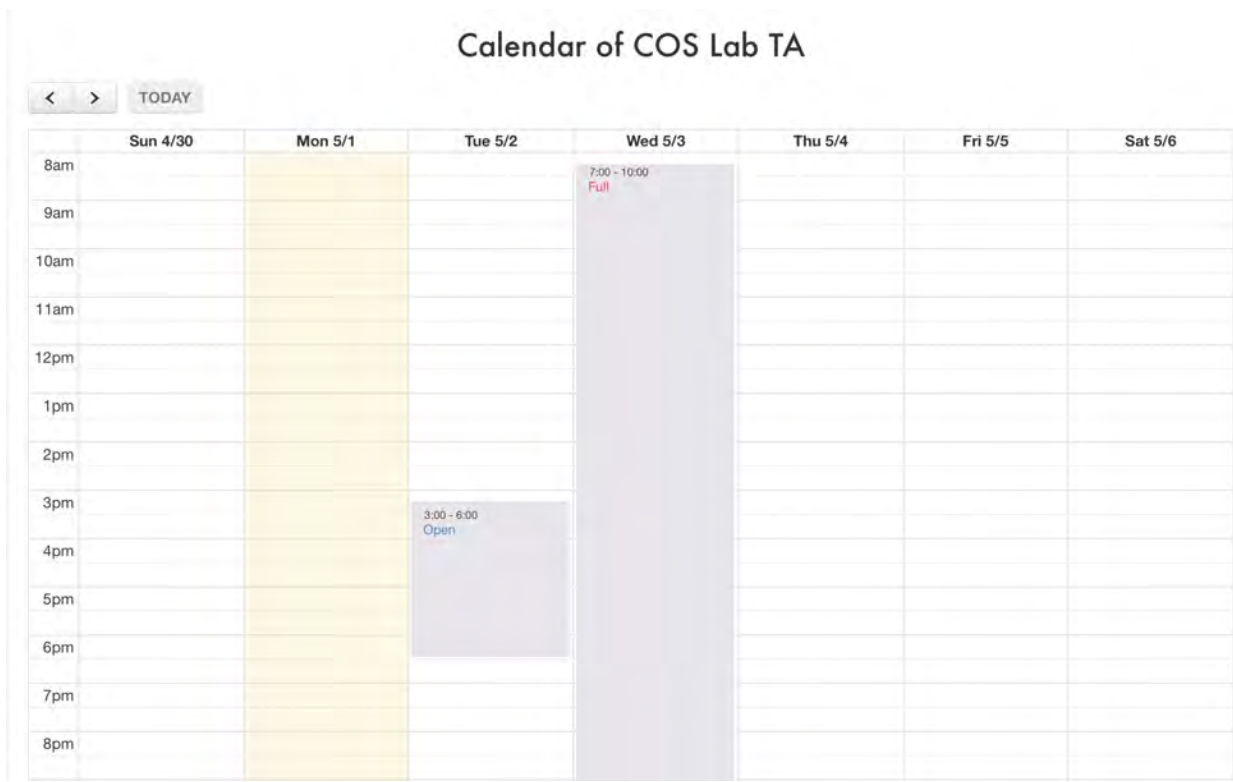 Calendar of COS Lab TA
< > TODAY
Sun 4/30 Mon 5/1 Tue 5/2 Wed 5/3 Thu 5/4 Fri 5/5 Sat 5/6
8am
7:00 - 10:00
Full
9am
10am
11am
12pm
1pm
2pm
3pm
3:00 - 6:00
Open
4pm
5pm
6pm
7pm
8pm